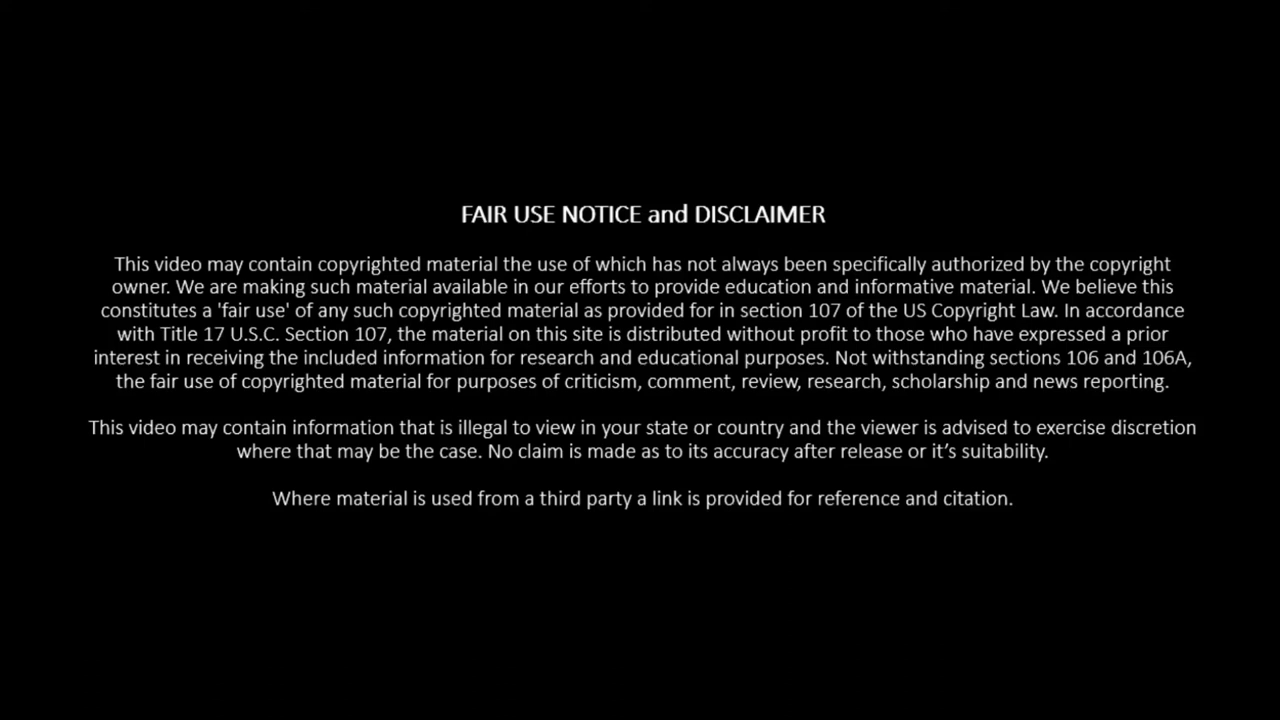 FAIR USE NOTICE and DISCLAIMER
This video may contain copyrighted material the use of which has not always been specifically authorized by the copyright
owner. We are making such material available in our efforts to provide education and informative material. We believe this
constitutes a 'fair use' of any such copyrighted material as provided for in section 107 of the US Copyright Law. In accordance
with Title 17 U.S.C. Section 107, the material on this site is distributed without profit to those who have expressed a prior
interest in receiving the included information for research and educational purposes. Not withstanding sections 106 and 106A,
the fair use of copyrighted material for purposes of criticism, comment, review, research, scholarship and news reporting.
This video may contain information that is illegal to view in your state or country and the viewer is advised to exercise discretion
where that may be the case. No claim is made as to its accuracy after release or it’s suitability.
Where material is used from a third party a link is provided for reference and citation.